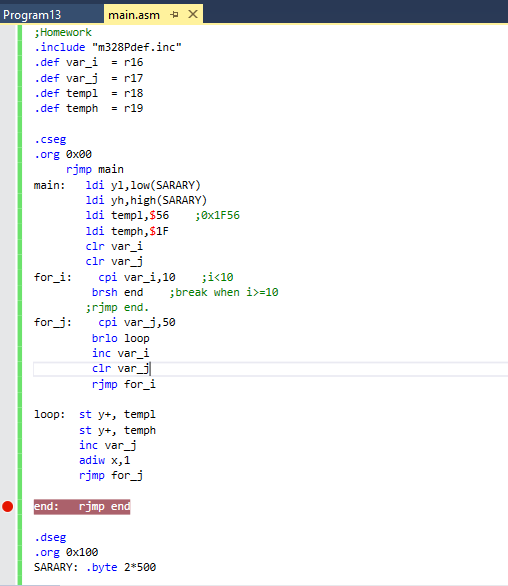 Program13 main.asm
;Homework
.include "m328Pdef.inc"
.def var_i = r16
.def var_j = r17
.def templ = r18
.def temph = r19
.cseg
.org 0x00
rjmp main
main: ldi yl,low(SARARY)
ldi yh,high(SARARY)
ldi templ,$56 ;0x1F56
ldi temph,$1F
clr var_i
clr var_j
for_i: cpi var_i,10 ;i<10
brsh end ;break when i>=10
;rjmp end.
for_j: cpi var_j,50
brlo loop
inc var_i
clr var_j
rjmp for_i
loop: st y+, templ
st y+, temph
inc var_j
adiw x,1
rjmp for_j
end: rjmp end
.dseg
.org 0x100
SARARY: .byte 2*500